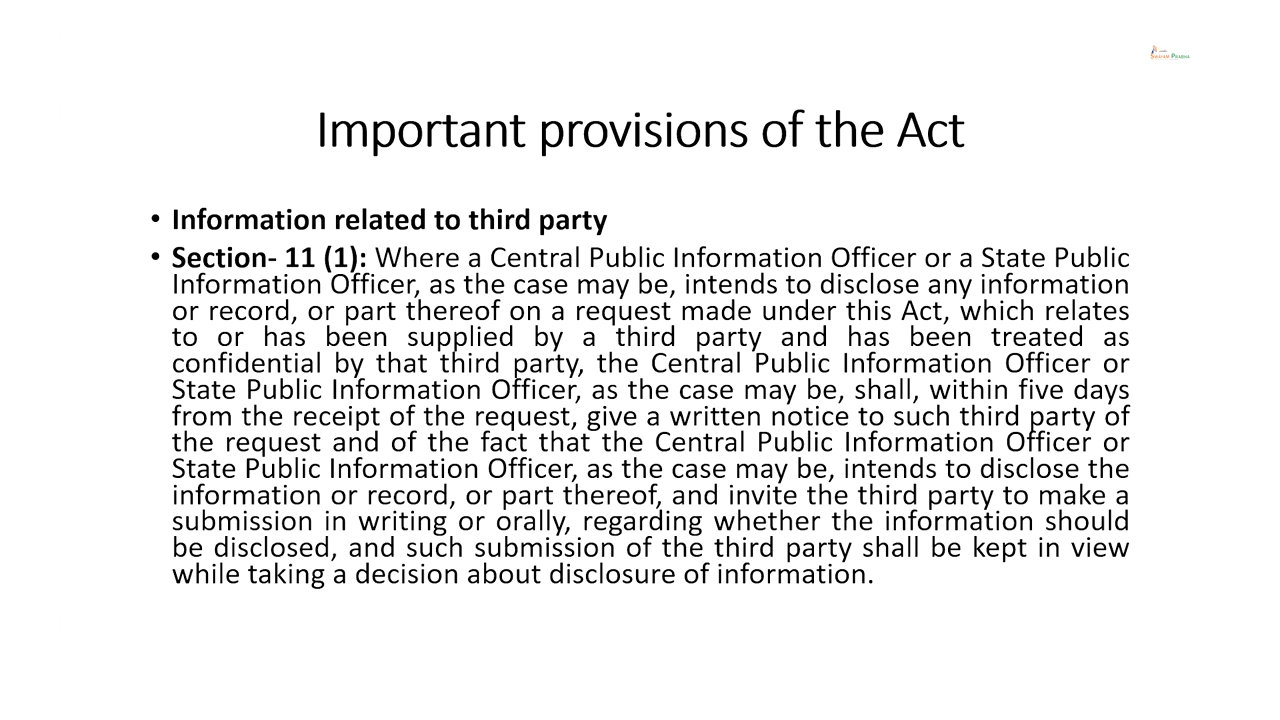 Important provisions of the Act
• Information related to third party
• Section- 11 (1): Where a Central Public Information Officer or a State Public
Information Officer, as the case may be, intends to disclose any information
or record, or part thereof on a request made under this Act, which relates
to or has been supplied by a third party and has been treated as
confidential by that third party, the Central Public Information Officer or
State Public Information Officer, as the case may be, shall, within five days
from the receipt of the request, give a written notice to such third party of
the request and of the fact that the Central Public Information Officer or
State Public Information Officer, as the case may be, intends to disclose the
information or record, or part thereof, and invite the third party to make a
submission in writing or orally, regarding whether the information should
be disclosed, and such submission of the third party shall be kept in view
while taking a decision about disclosure of information.